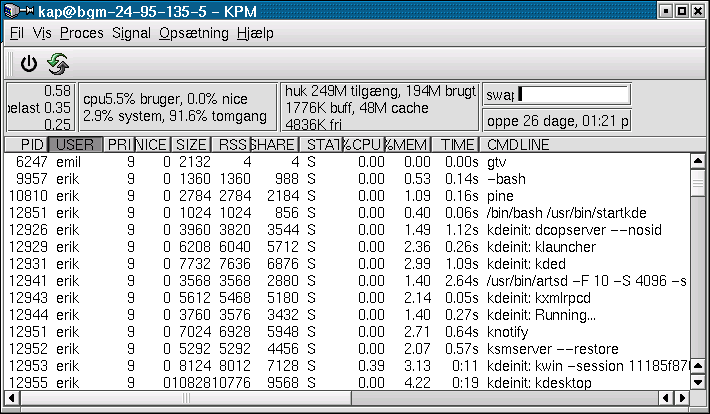 kap@bgm-24-95-135-5 - KPM
Fil Vis Proces Signal Opsætning Hjælp
0.58
belast 0.35
0.25
cpu5.5% bruger, 0.0% nice
2.9% system, 91.6% tomgang
huk 249M tilgæng, 194M brugt
1776K buff, 48M cache
4836K fri
swap
oppe 26 dage, 01:21 p
PID USER PRI NICE SIZE RSS SHARE STAT %CPU %MEM TIME CMDLINE
6247 emil 9 0 2132 4 4 S 0.00 0.00 0.00s gtv
9957 erik 9 0 1360 1360 988 S 0.00 0.53 0.14s -bash
10810 erik 9 0 2784 2784 2184 S 0.00 1.09 0.16s pine
12851 erik 9 0 1024 1024 856 S 0.00 0.40 0.06s /bin/bash /usr/bin/startkde
12926 erik 9 0 3960 3820 3544 S 0.00 1.49 1.12s kdeinit: dcopserver --nosid
12929 erik 9 0 6208 6040 5712 S 0.00 2.36 0.26s kdeinit: klauncher
12931 erik 9 0 7732 7636 6876 S 0.00 2.99 1.09s kdeinit: kded
12941 erik 9 0 3568 3568 2880 S 0.00 1.40 2.64s /usr/bin/artsd -F 10 -S 4096 -s
12943 erik 9 0 5612 5468 5180 S 0.00 2.14 0.05s kdeinit: kxmlrpcd
12944 erik 9 0 3760 3576 3432 S 0.00 1.40 0.27s kdeinit: Running...
12951 erik 9 0 7024 6928 5948 S 0.00 2.71 0.64s knotify
12952 erik 9 0 5292 5292 4456 S 0.00 2.07 0.57s ksmserver --restore
12953 erik 9 0 8124 8012 7128 S 0.39 3.13 0:11 kdeinit: kwin -session 11185f87
12955 erik 9 0 10828 10776 9568 S 0.00 4.22 0:19 kdeinit: kdesktop